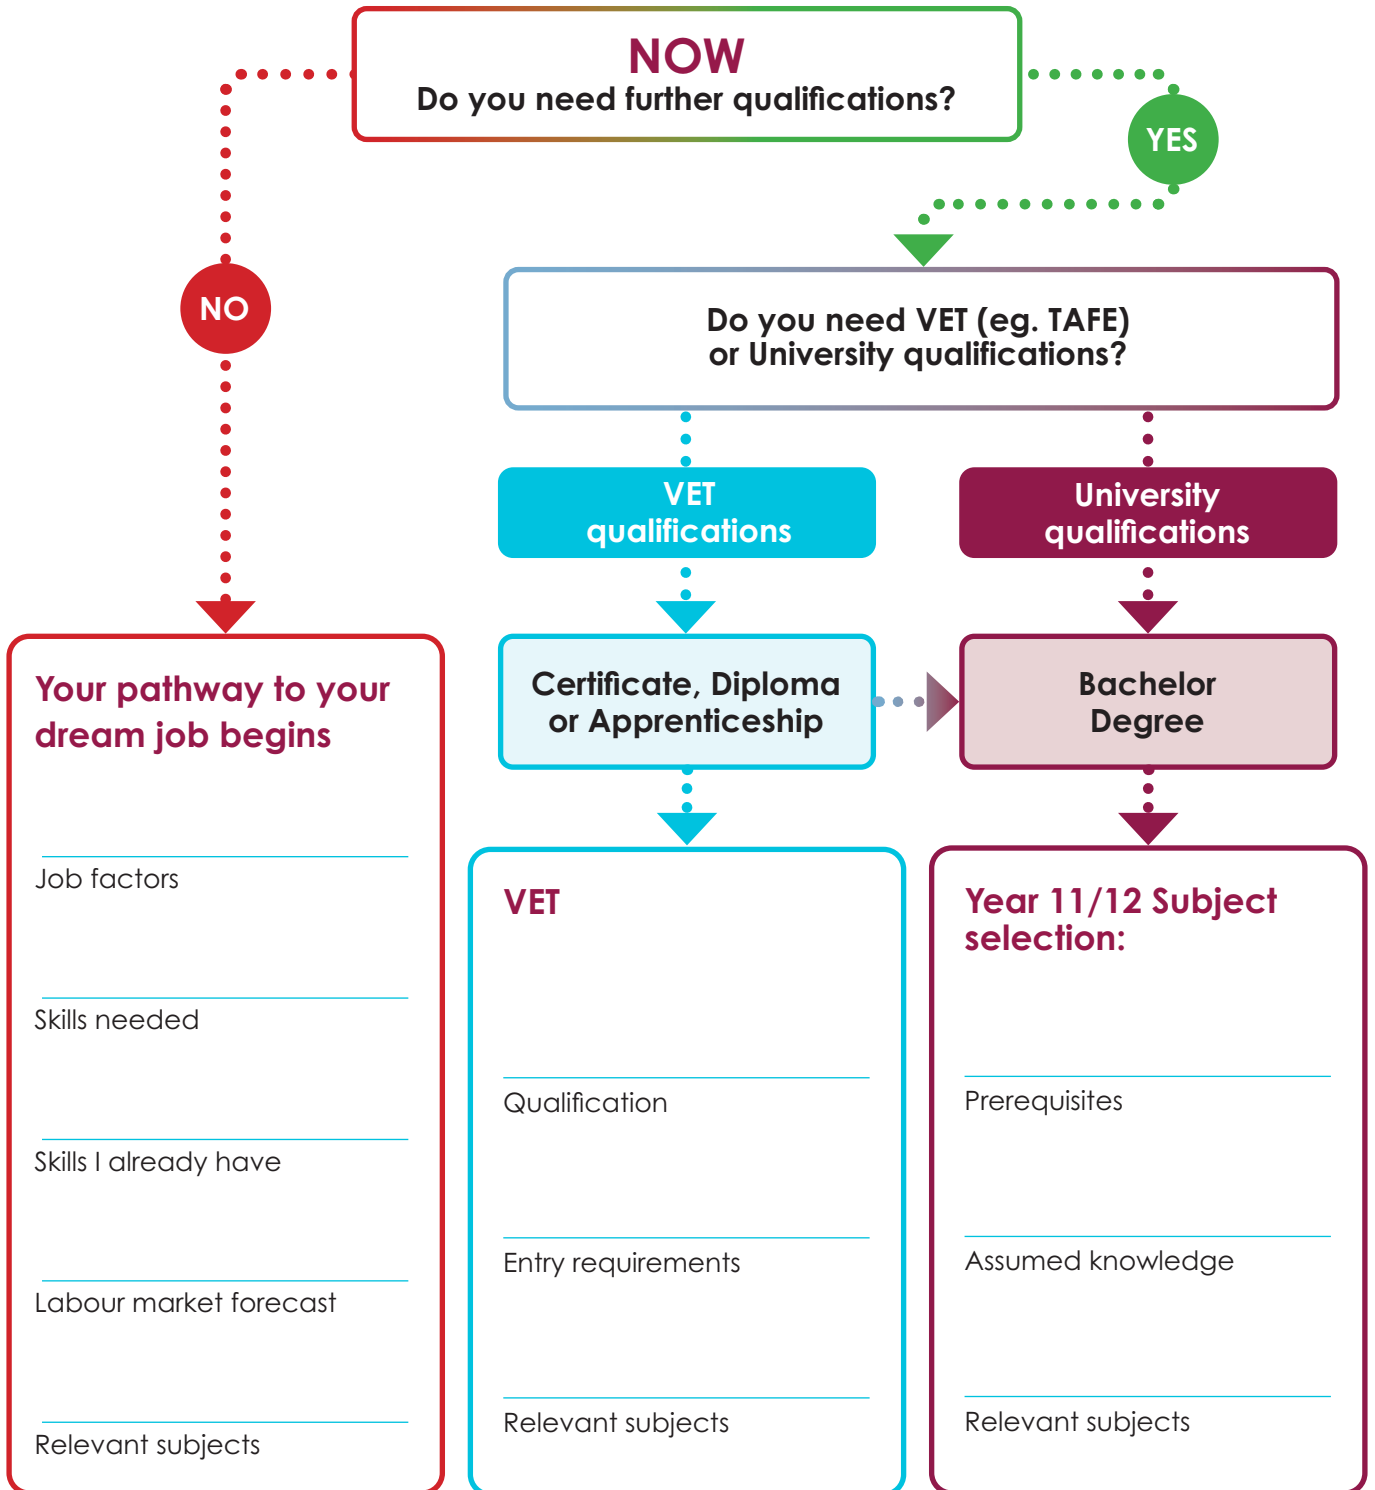 NOW
Do you need further qualifications?
YES
NO
Do you need VET (eg. TAFE)
or University qualifications?
VET
qualifications
University
qualifications
Certificate, Diploma
or Apprenticeship
Bachelor
Degree
Your pathway to your
dream job begins
Job factors
Skills needed
Skills I already have
Labour market forecast
Relevant subjects
VET
Qualification
Entry requirements
Relevant subjects
Year 11/12 Subject
selection:
Prerequisites
Assumed knowledge
Relevant subjects